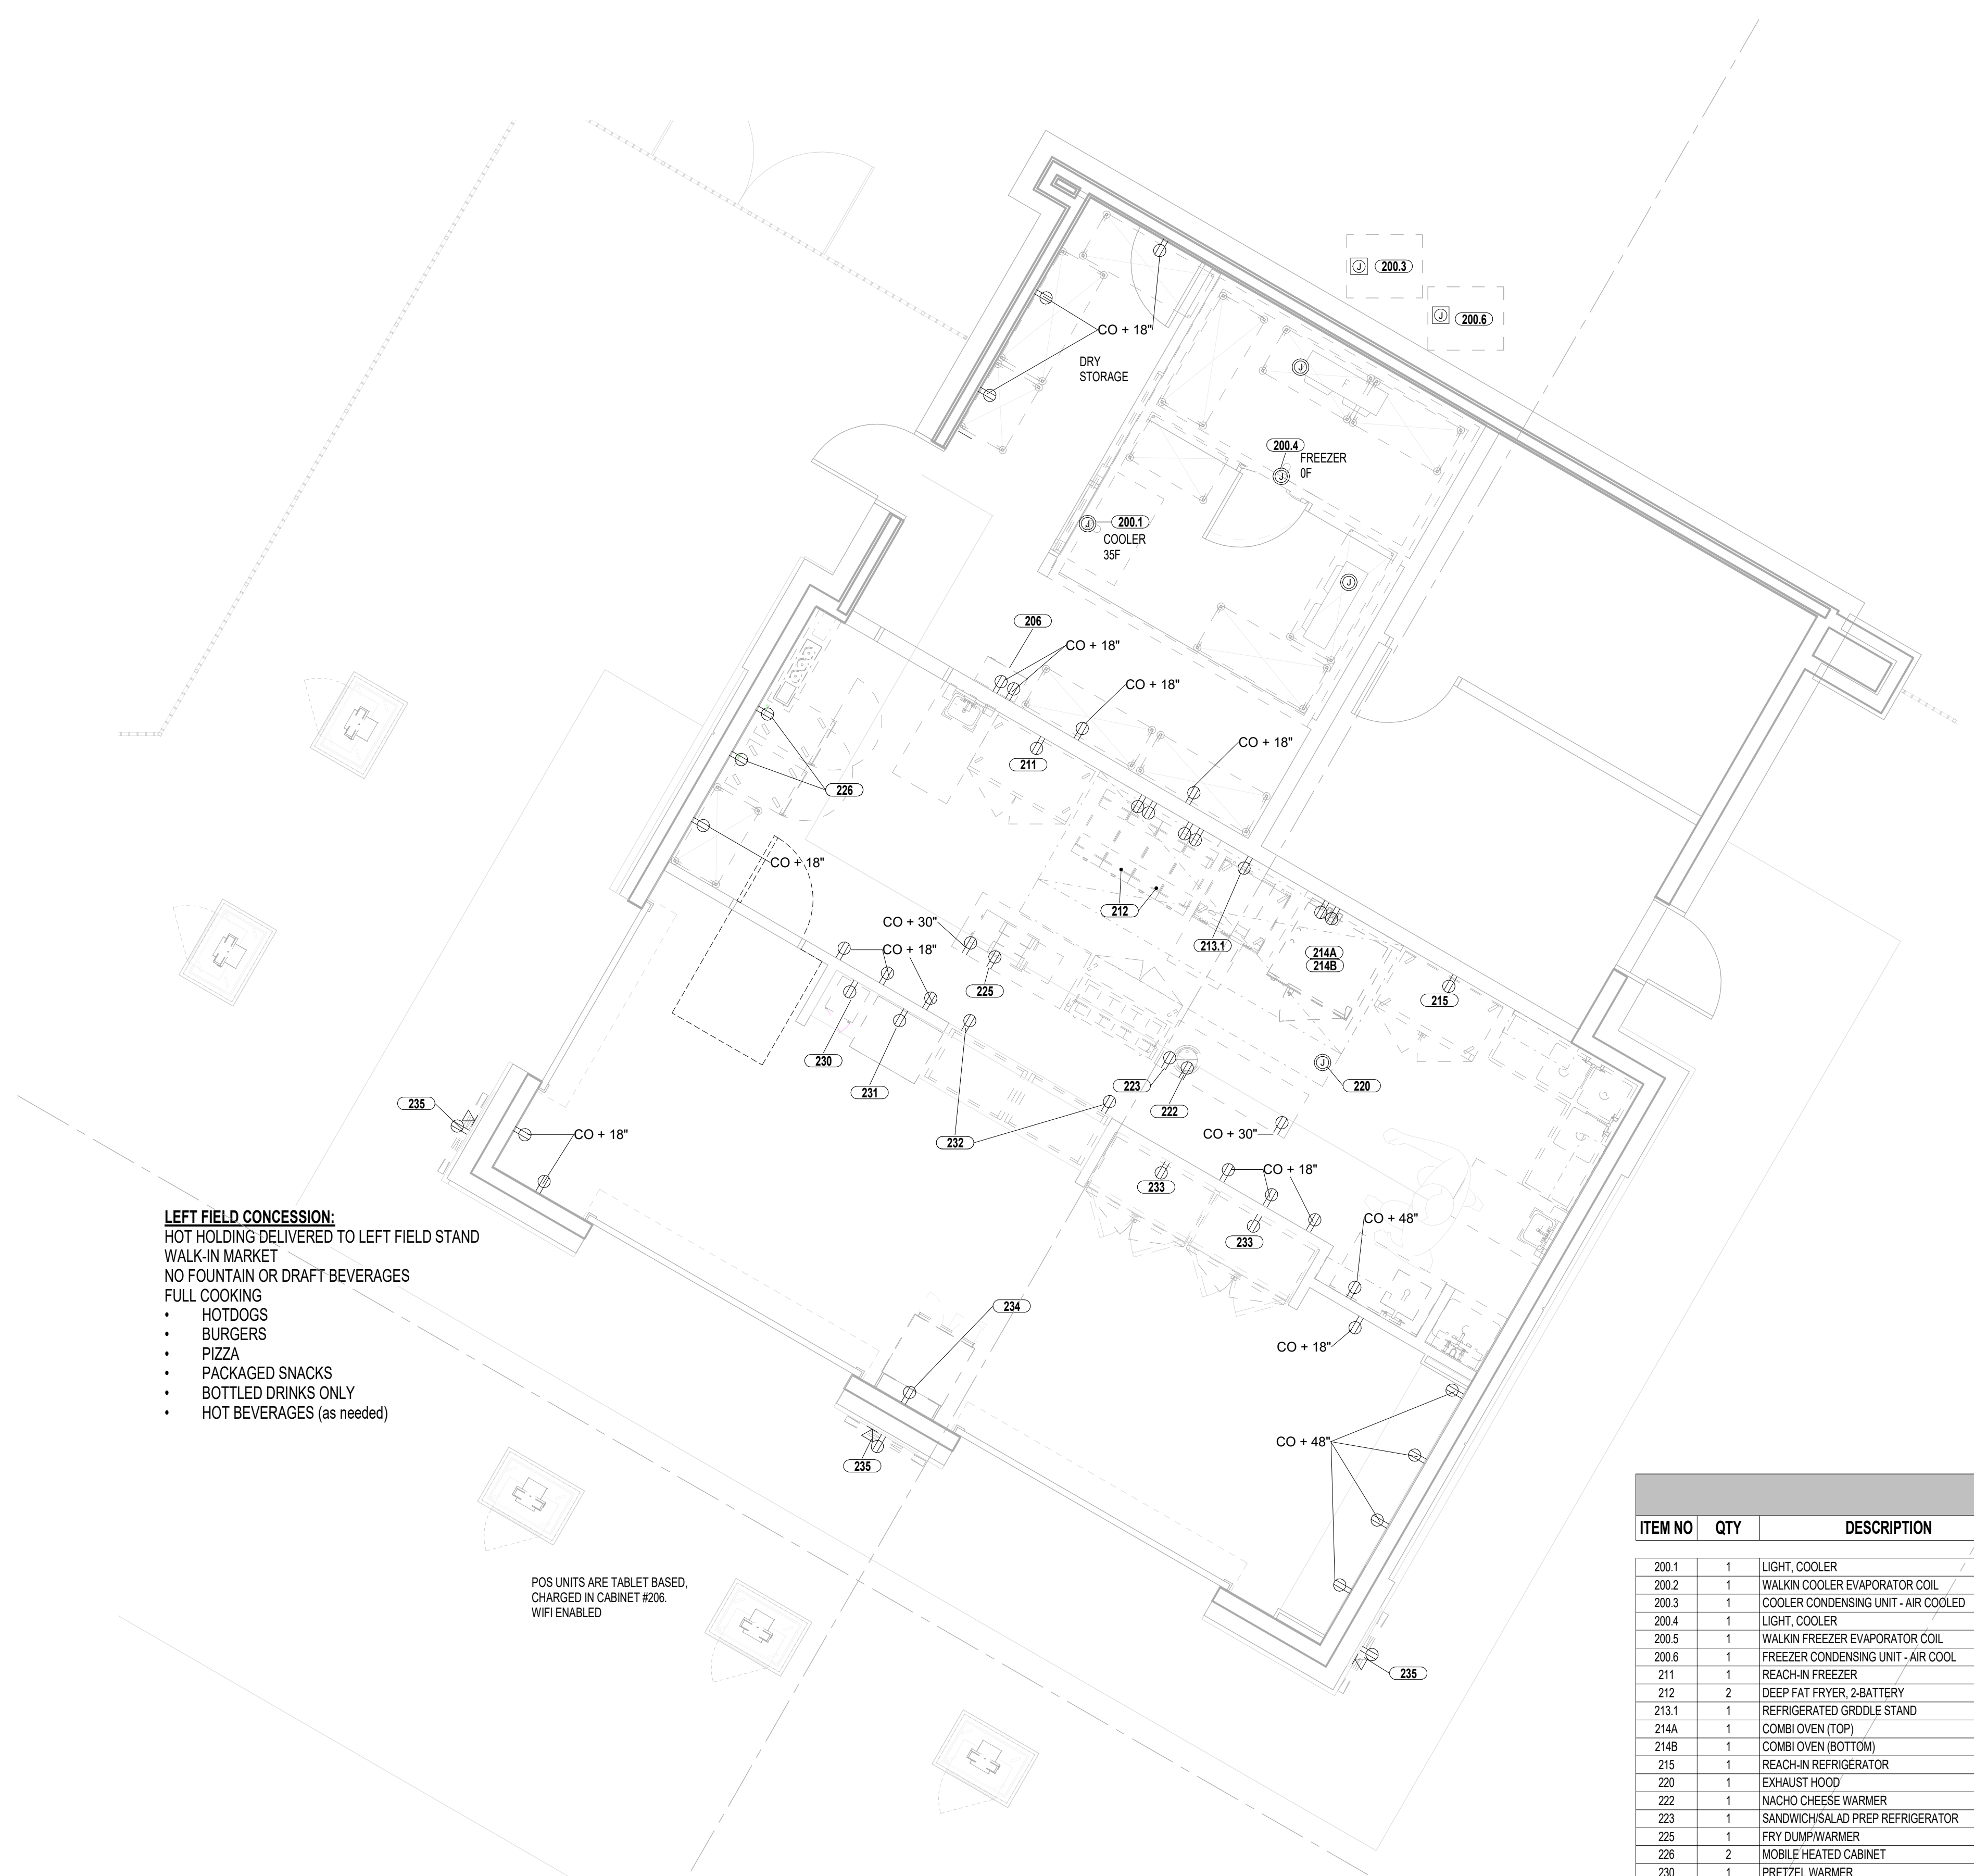 J 200.3
J 200.6
CO + 18"
DRY
STORAGE
J
200.4
FREEZER
0F
J
J 200.1
COOLER
35F
J
206
CO + 18"
CO + 18"
CO + 18"
211
226
CO + 18"
212
CO + 30"
CO + 18"
213.1
214A
214B
225
215
230
231
223
222
J
220
235
CO + 18"
232
CO + 30"
CO + 18"
233
233
CO + 48"
LEFT FIELD CONCESSION:
HOT HOLDING DELIVERED TO LEFT FIELD STAND
WALK-IN MARKET
NO FOUNTAIN OR DRAFT BEVERAGES
FULL COOKING
• HOTDOGS
• BURGERS
• PIZZA
• PACKAGED SNACKS
• BOTTLED DRINKS ONLY
• HOT BEVERAGES (as needed)
234
CO + 18"
CO + 48"
235
235
POS UNITS ARE TABLET BASED,
CHARGED IN CABINET #206.
WIFI ENABLED
ITEM NO QTY DESCRIPTION
200.1 1 LIGHT, COOLER
200.2 1 WALKIN COOLER EVAPORATOR COIL
200.3 1 COOLER CONDENSING UNIT - AIR COOLED
200.4 1 LIGHT, COOLER
200.5 1 WALKIN FREEZER EVAPORATOR COIL
200.6 1 FREEZER CONDENSING UNIT - AIR COOL
211 1 REACH-IN FREEZER
212 2 DEEP FAT FRYER, 2-BATTERY
213.1 1 REFRIGERATED GRDDLE STAND
214A 1 COMBI OVEN (TOP)
214B 1 COMBI OVEN (BOTTOM)
215 1 REACH-IN REFRIGERATOR
220 1 EXHAUST HOOD
222 1 NACHO CHEESE WARMER
223 1 SANDWICH/SALAD PREP REFRIGERATOR
225 1 FRY DUMP/WARMER
226 2 MOBILE HEATED CABINET
230 1 PRETZEL WARMER